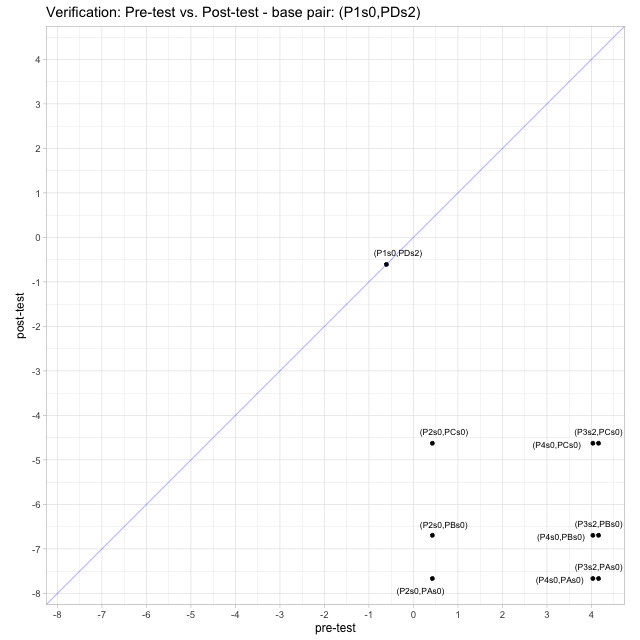 Verification: Pre-test vs. Post-test - base pair: (P1s0,PDs2)
4
3
2
1
0
(P1s0,PDs2)
-1
-2
post-test
-3
-4
(P2s0,PCs0)
(P3s2,PCs0)
(P4s0,PCs0)
-5
-6
(P2s0,PBs0)
(P3s2,PBs0)
(P4s0,PBs0)
-7
(P3s2,PAs0)
(P4s0,PAs0)
(P2s0,PAs0)
-8
-8 -7 -6 -5 -4 -3 -2 -1 0 1 2 3 4
pre-test